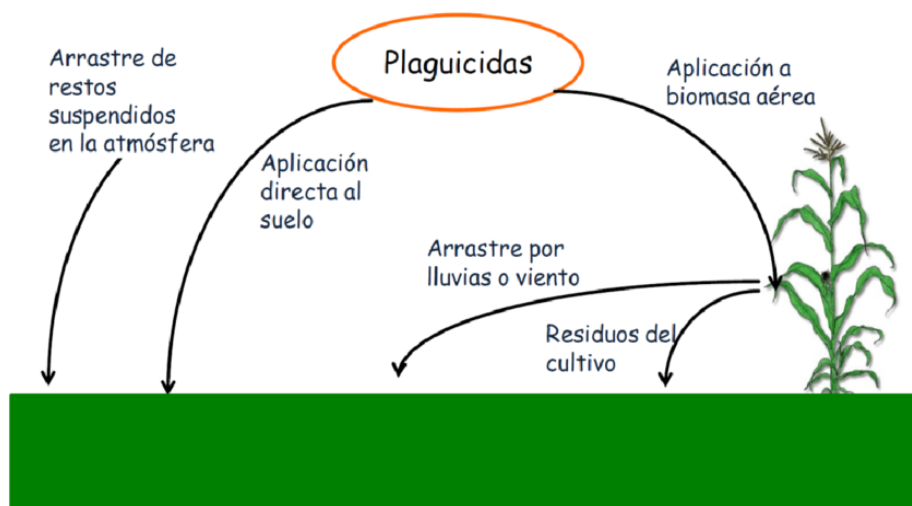 Plaguicidas
Arrastre de
restos
suspendidos
en la atmósfera
Aplicación
directa al
suelo
Aplicación a
biomasa aérea
Arrastre por
lluvias o viento
Residuos del
cultivo